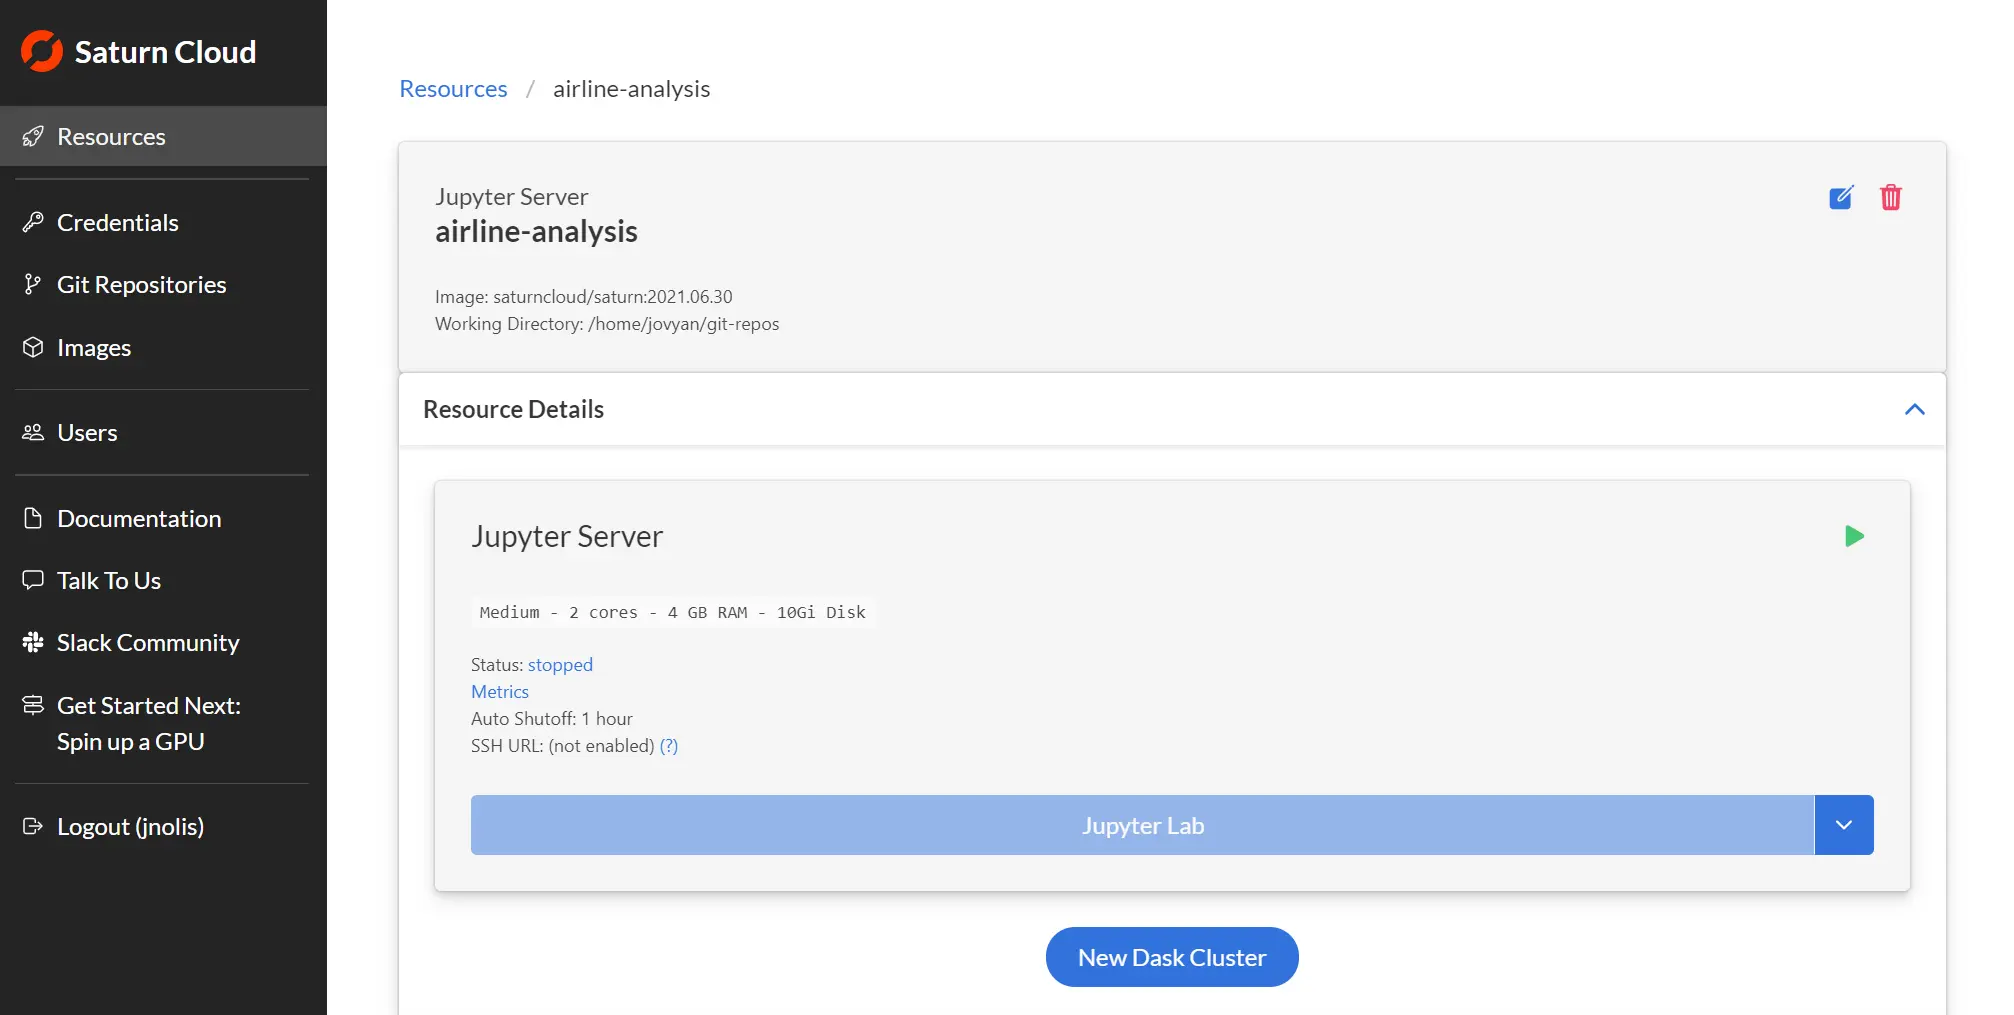 Saturn Cloud
Resources
Credentials
Git Repositories
Images
Users
Documentation
Talk To Us
Slack Community
Get Started Next:
Spin up a GPU
Logout (jnolis)
Resources / airline-analysis
Jupyter Server
airline-analysis
Image: saturncloud/saturn:2021.06.30
Working Directory: /home/jovyan/git-repos
Resource Details
Jupyter Server
Medium - 2 cores - 4 GB RAM - 10Gi Disk
Status: stopped
Metrics
Auto Shutoff: 1 hour
SSH URL: (not enabled) (?)
Jupyter Lab
New Dask Cluster